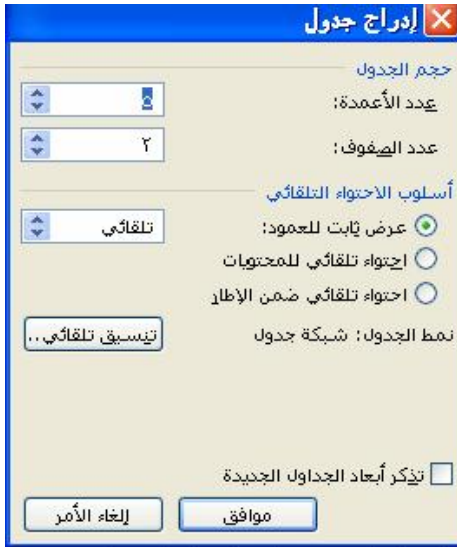 إدراج جدول
حجم الجدول
عدد الأعمدة: ٥
عدد الصفوف: ٢
أسلوب الاحتواء التلقائي
عرض ثابت للعمود: تلقائي
احتواء تلقائي للمحتويات
احتواء تلقائي ضمن الإطار
نمط الجدول: شبكة جدول تنسيق تلقائي..
تذكر أبعاد الجداول الجديدة
موافق إلغاء الأمر